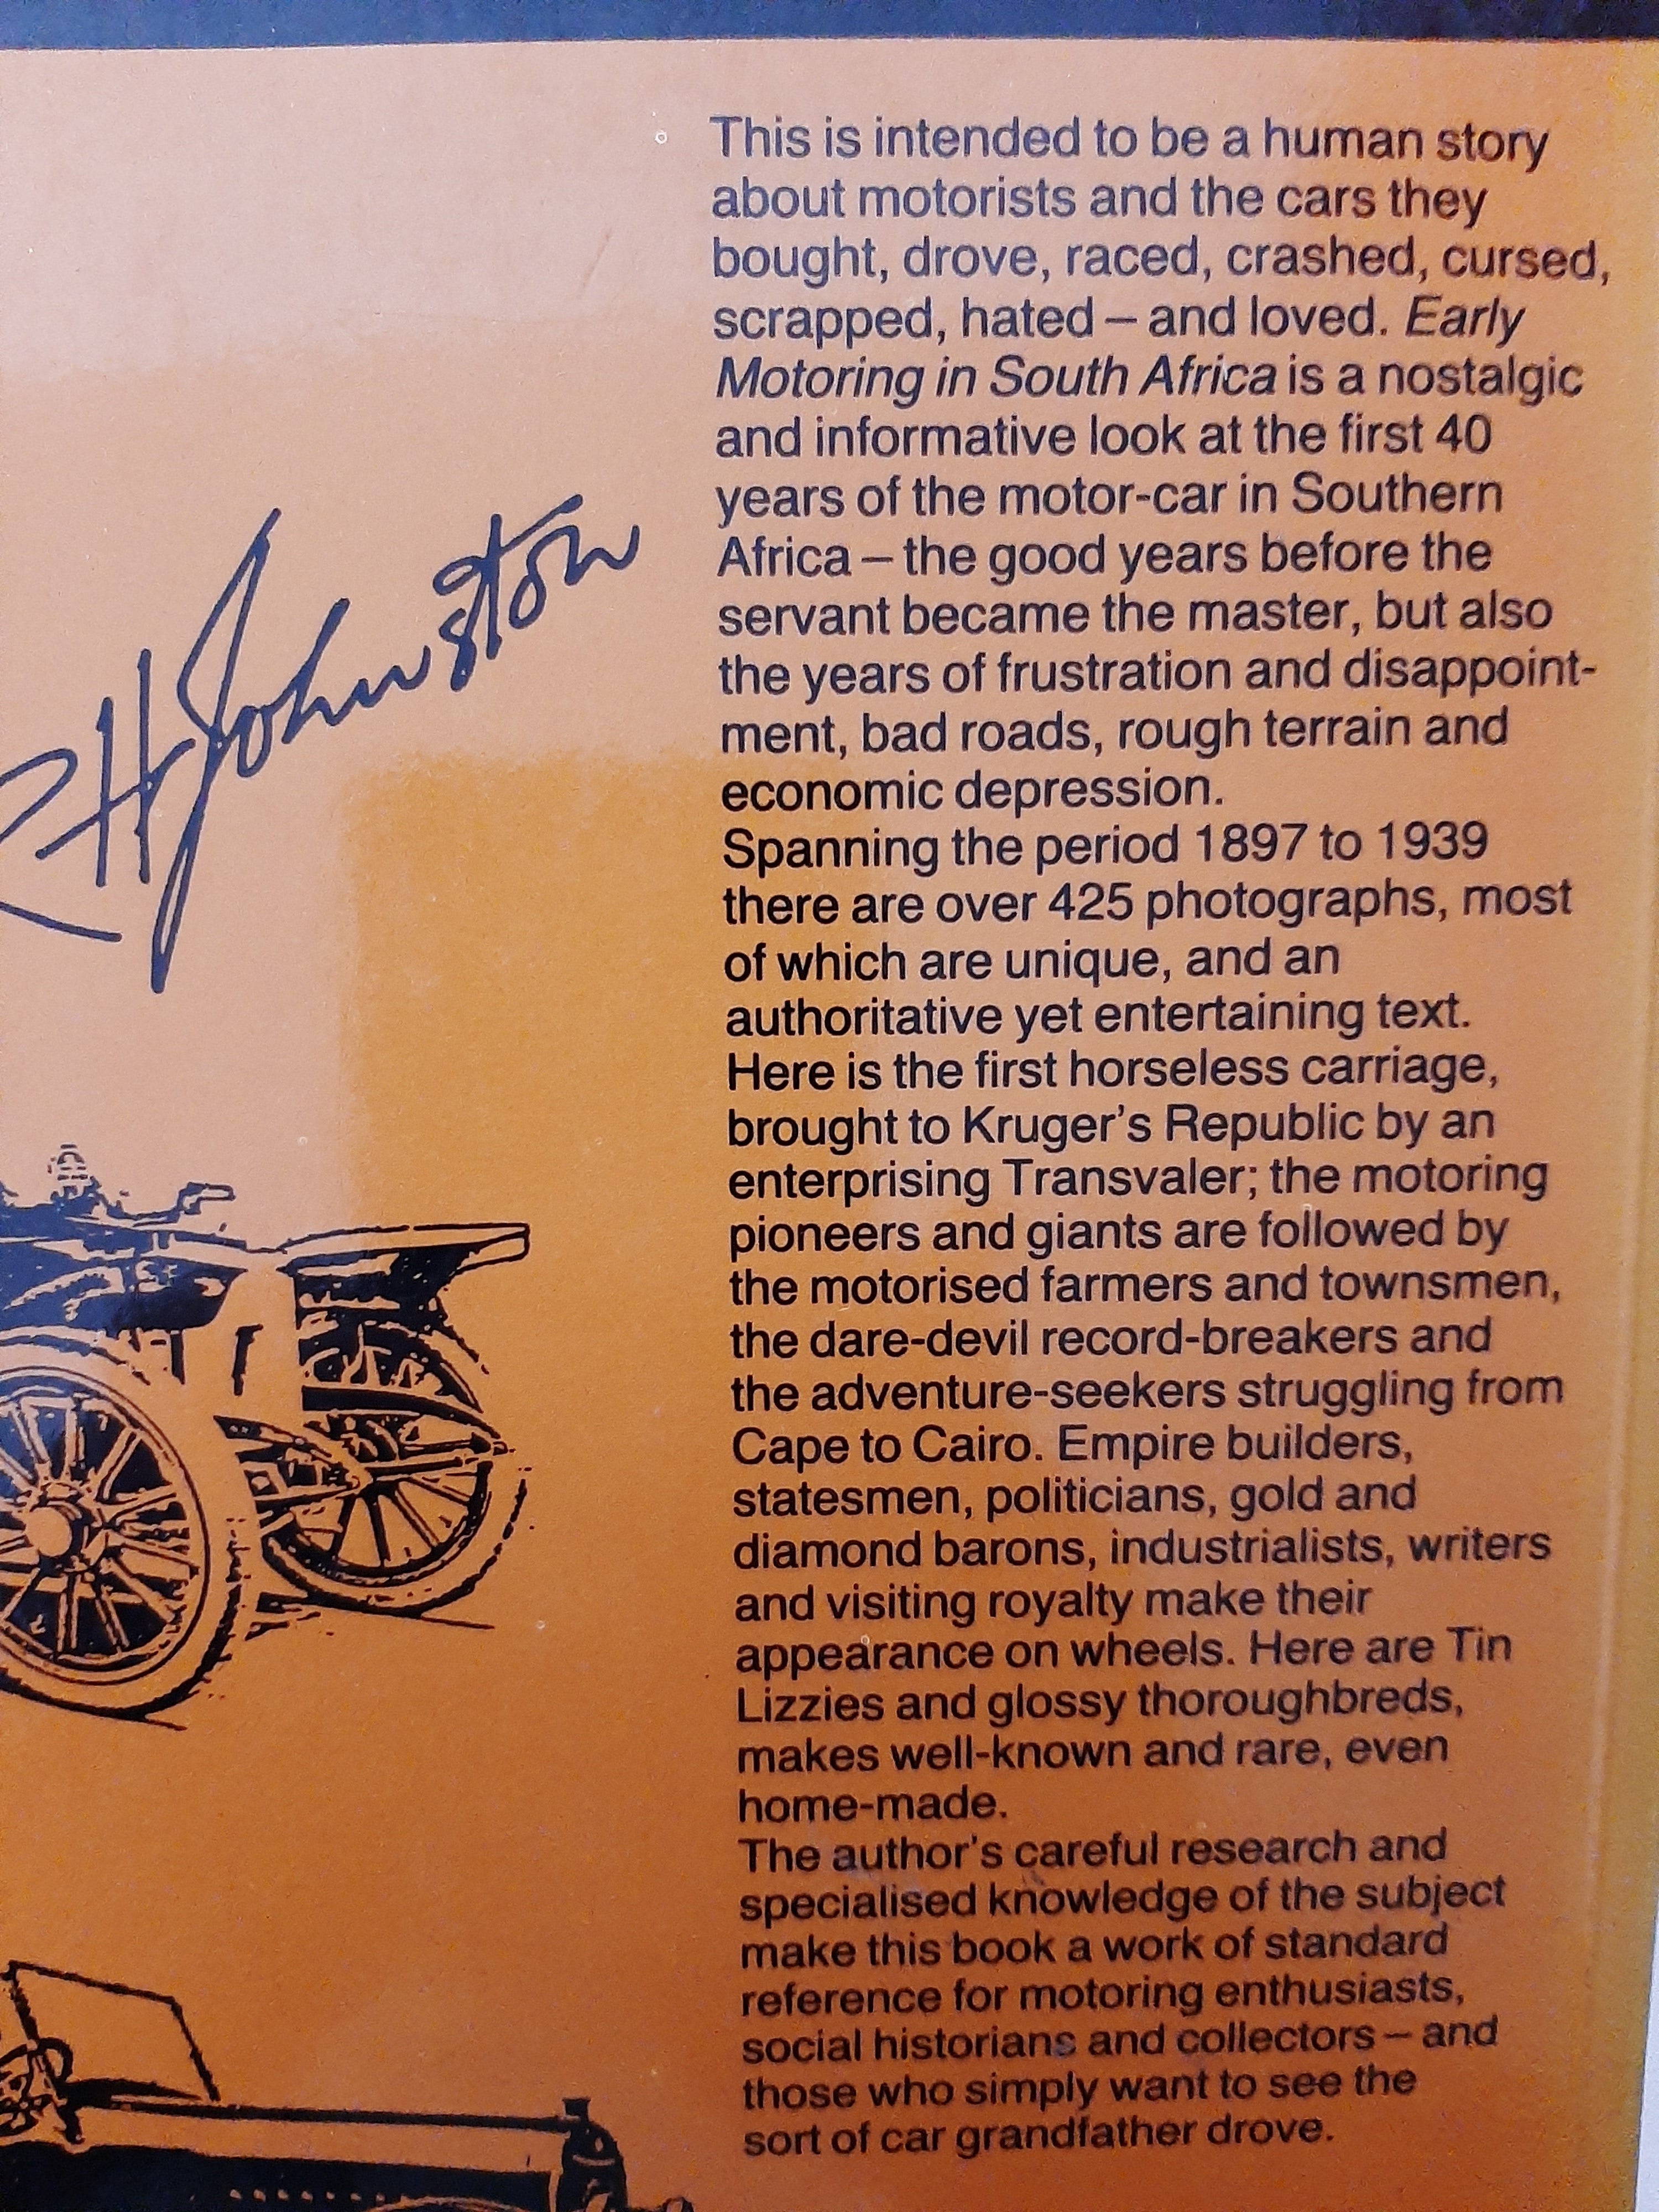 This is intended to be a human story
about motorists and the cars they
bought, drove, raced, crashed, cursed,
scrapped, hated – and loved. Early
Motoring in South Africa is a nostalgic
and informative look at the first 40
years of the motor-car in Southern
Africa – the good years before the
servant became the master, but also
the years of frustration and disappoint-
ment, bad roads, rough terrain and
economic depression.
Spanning the period 1897 to 1939
there are over 425 photographs, most
of which are unique, and an
authoritative yet entertaining text.
Here is the first horseless carriage,
brought to Kruger's Republic by an
enterprising Transvaler; the motoring
pioneers and giants are followed by
the motorised farmers and townsmen,
the dare-devil record-breakers and
the adventure-seekers struggling from
Cape to Cairo. Empire builders,
statesmen, politicians, gold and
diamond barons, industrialists, writers
and visiting royalty make their
appearance on wheels. Here are Tin
Lizzies and glossy thoroughbreds,
makes well-known and rare, even
home-made.
The author's careful research and
specialised knowledge of the subject
make this book a work of standard
reference for motoring enthusiasts,
social historians and collectors – and
those who simply want to see the
sort of car grandfather drove.
RHJohnston